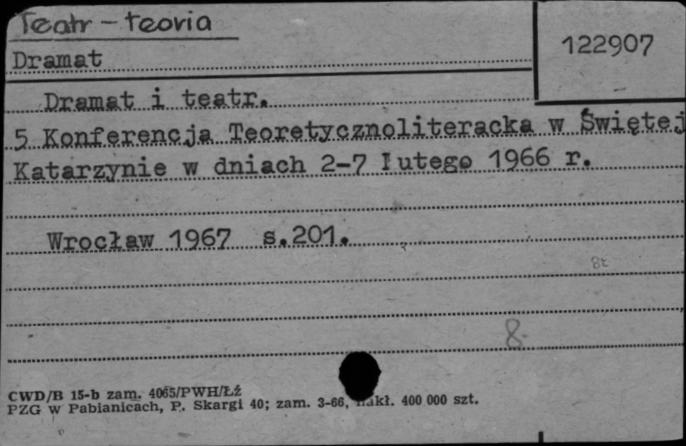 Teatr – teoria
122907
Dramat
Dramat i teatr.
5 Konferencja Teoretycznoliteracka w Świętej
Katarzynie w dniach 2-7 lutego 1966 r.
Wrocław 1967 s.201.
8
CWD/B 15-b zam. 4065/PWH/Łź
PZG w Pabianicach, P. Skargi 40; zam. 3-66, nakł. 400 000 szt.